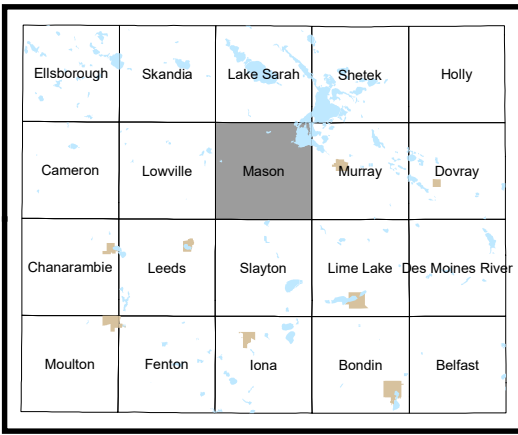 Ellsborough Skandia Lake Sarah Shetek Holly
Cameron Lowville Mason Murray Dovray
Chanarambie Leeds Slayton Lime Lake Des Moines River
Moulton Fenton Iona Bondin Belfast